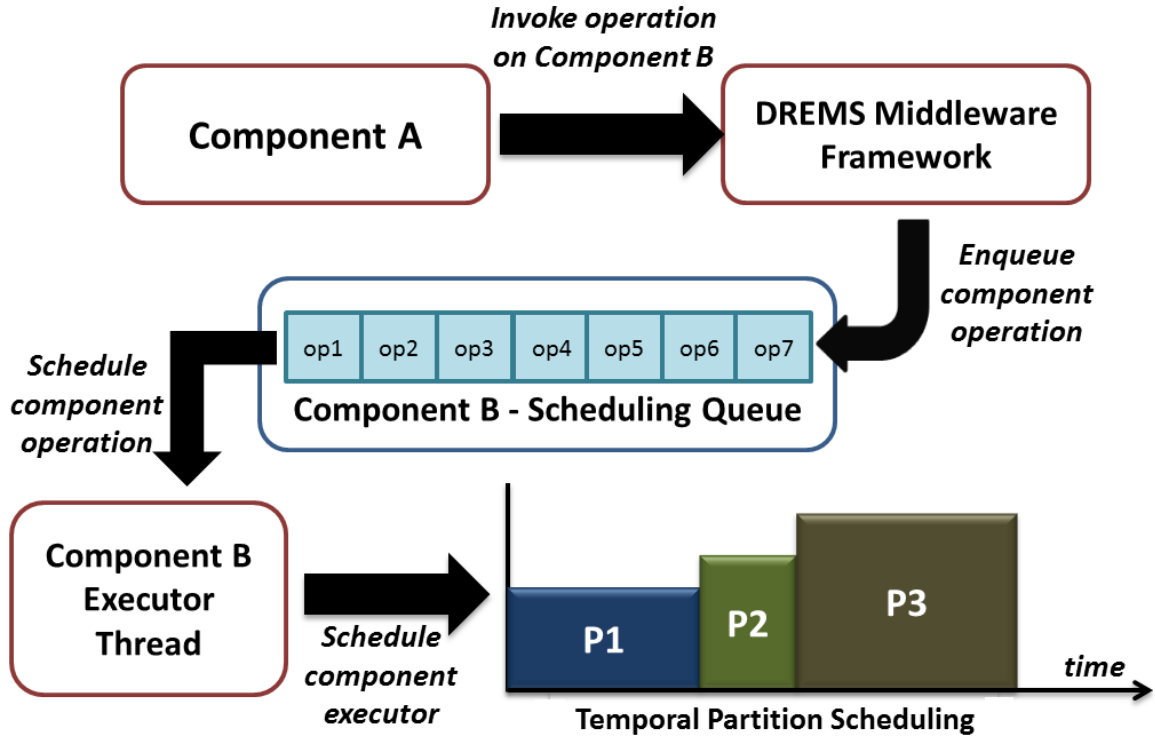 Invoke operation
on Component B
Component A
DREMS Middleware
Framework
Enqueue
component
operation
op1 op2 op3 op4 op5 op6 op7
Component B - Scheduling Queue
Schedule
component
operation
Component B
Executor
Thread
Schedule
component
executor
P1
P2
P3
time
Temporal Partition Scheduling